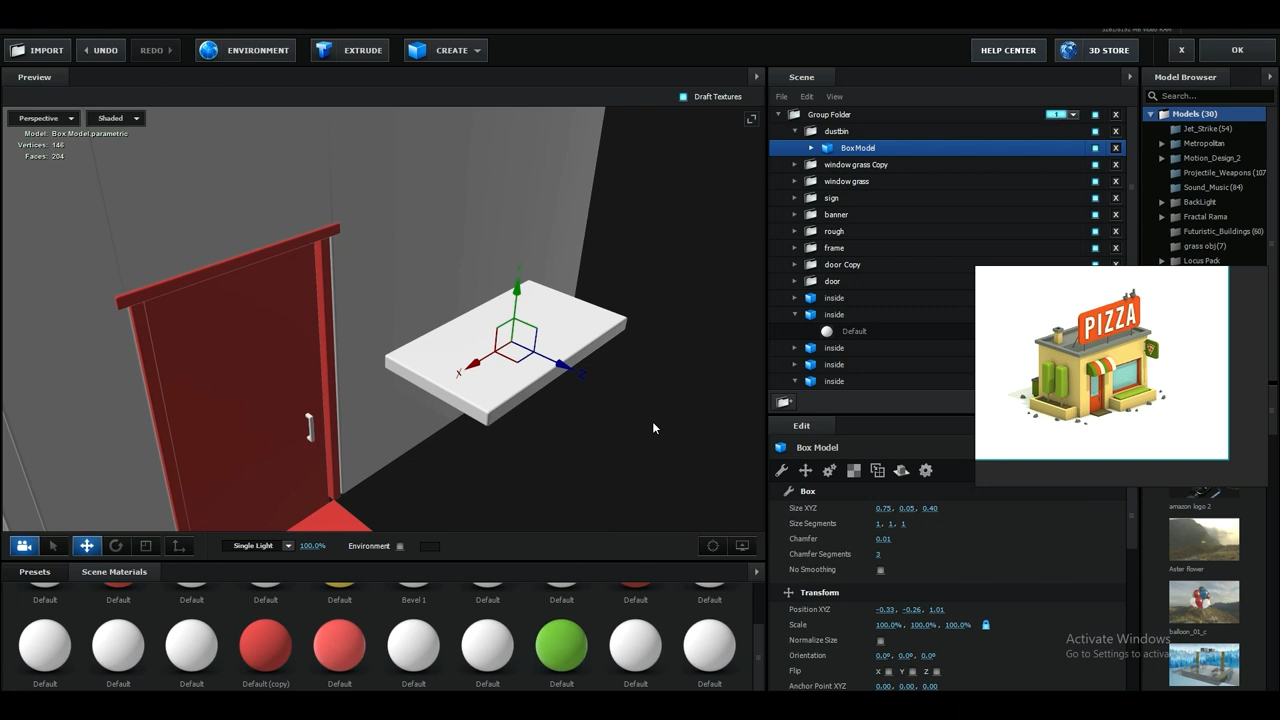 IMPORT
UNDO
REDO
ENVIRONMENT
EXTRUDE
CREATE
HELP CENTER
3D STORE
X
OK
Preview
Draft Textures
Perspective
Shaded
Model: Box Model.parametric
Vertices: 146
Faces: 204
Y
X
Z
Single Light
100.0%
Environment
Presets
Scene Materials
Default
Default
Default
Default
Default
Bevel 1
Default
Default
Default
Default
Default
Default
Default
Default (copy)
Default
Default
Default
Default
Default
Default
Scene
File
Edit
View
Group Folder
1
X
dustbin
X
Box Model
X
window grass Copy
X
window grass
X
sign
X
banner
X
rough
X
frame
X
door Copy
door
inside
inside
Default
inside
inside
inside
Edit
Box Model
Box
Size XYZ
0.75, 0.05, 0.40
Size Segments
1, 1, 1
Chamfer
0.01
Chamfer Segments
3
No Smoothing
Transform
Position XYZ
-0.33, -0.26, 1.01
Scale
100.0%, 100.0%, 100.0%
Normalize Size
Orientation
0.0º, 0.0º, 0.0º
Flip
X
Y
Z
Anchor Point XYZ
0.00, 0.00, 0.00
Model Browser
Search...
Models (30)
Jet_Strike (54)
Metropolitan
Motion_Design_2
Projectile_Weapons (107
Sound_Music (84)
BackLight
Fractal Rama
Futuristic_Buildings (60)
grass obj(7)
Locus Pack
PIZZA
amazon logo 2
Aster flower
balloon_01_c
Activate Windows
Go to Settings to activa